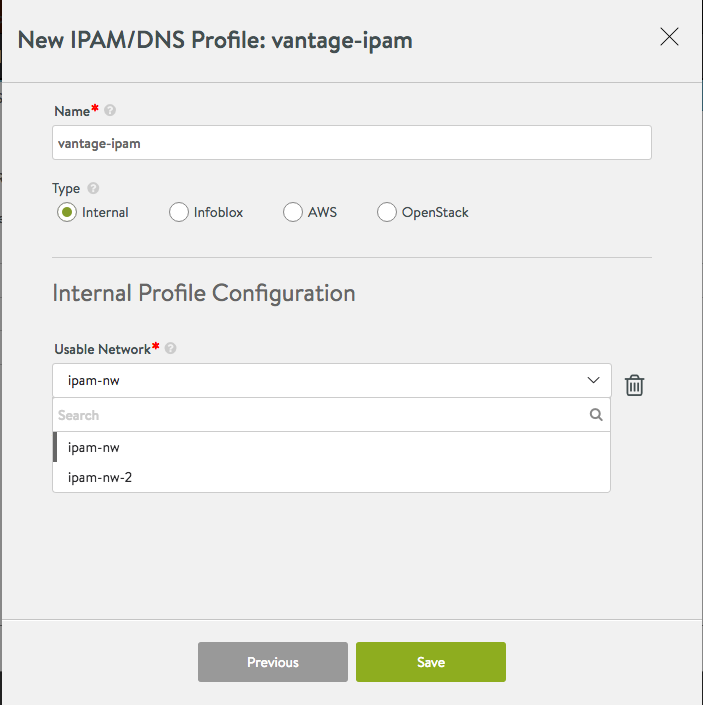 New IPAM/DNS Profile: vantage-ipam
Name* ?
vantage-ipam
Type ?
Internal Infoblox AWS OpenStack
Internal Profile Configuration
Usable Network* ?
ipam-nw
Search
ipam-nw
ipam-nw-2
Previous Save